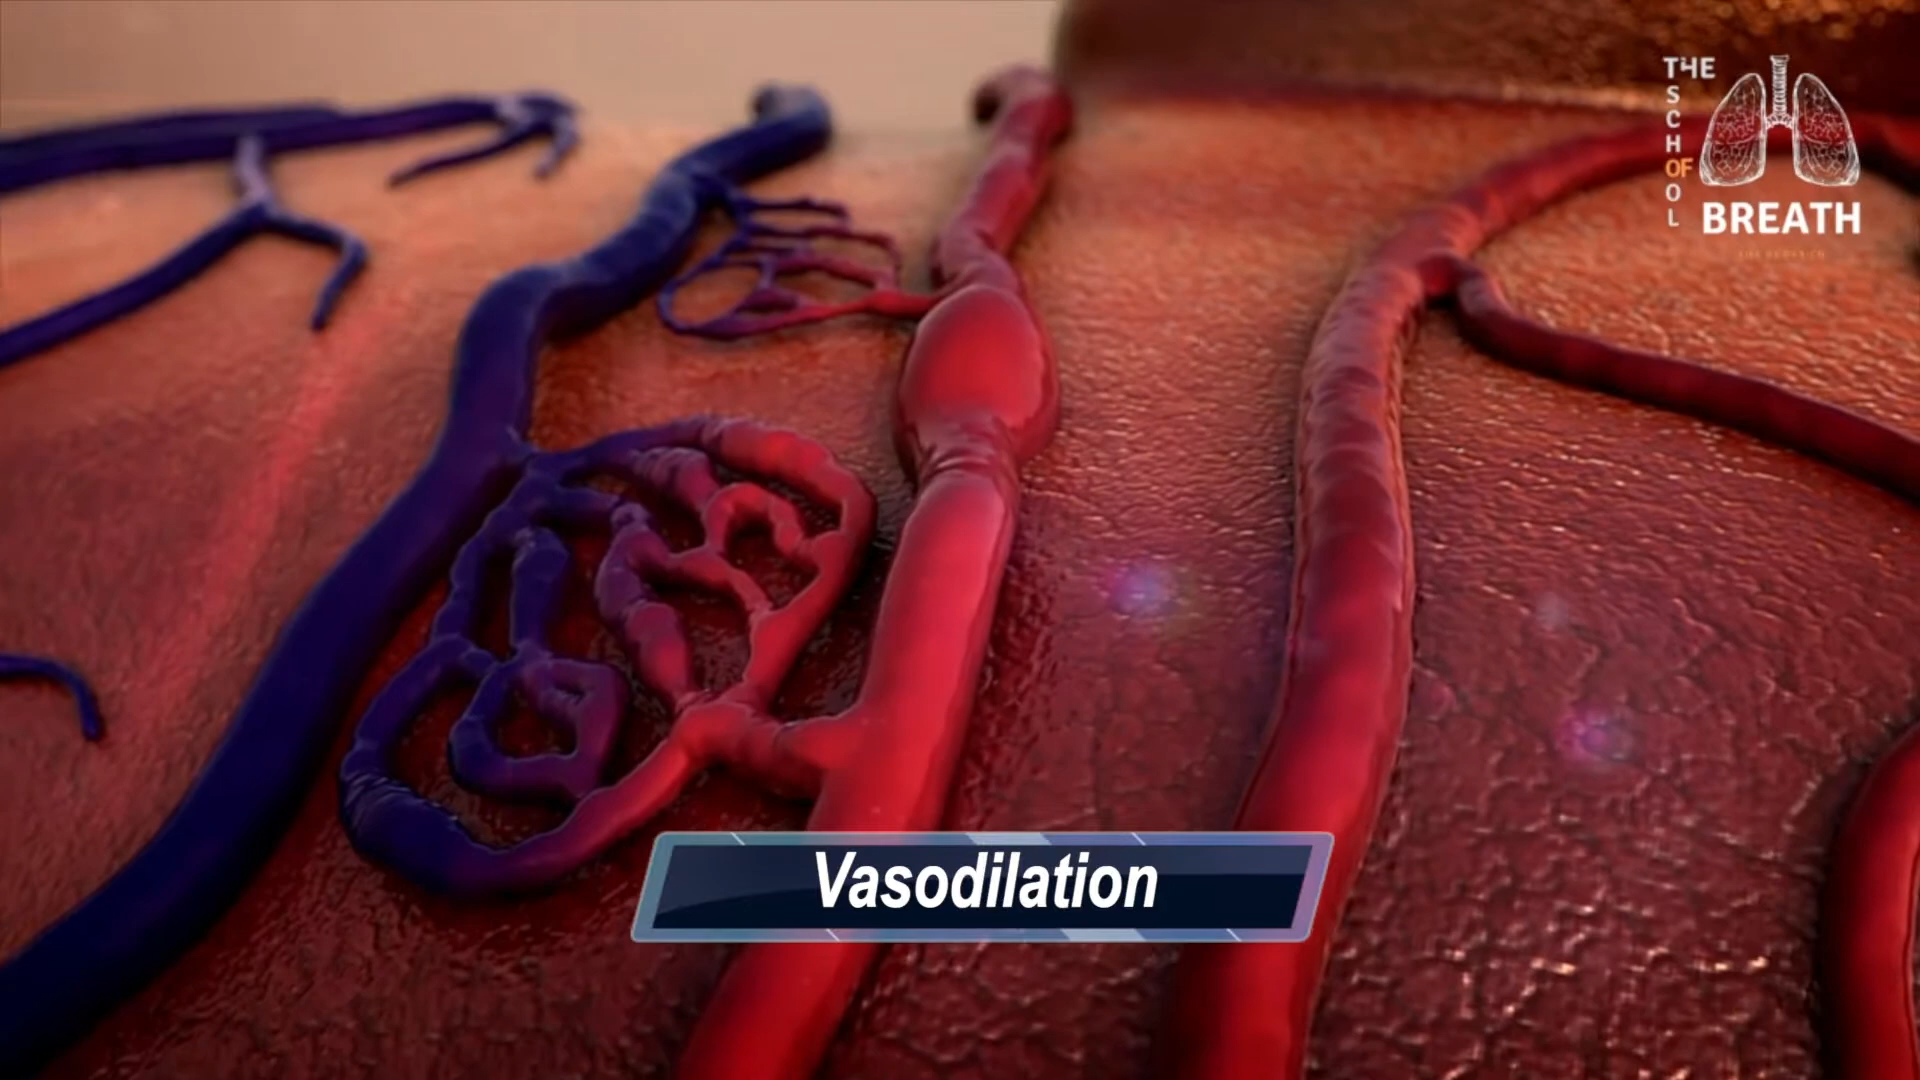 THE
SCHOOL
OF
BREATH
Vasodilation